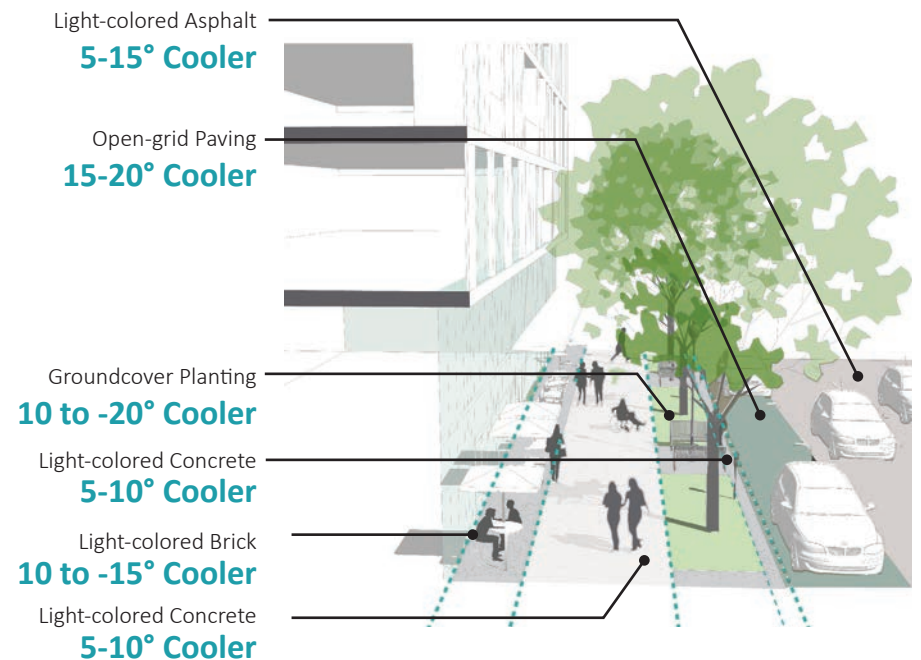 Light-colored Asphalt
5-15° Cooler
Open-grid Paving
15-20° Cooler
Groundcover Planting
10 to -20° Cooler
Light-colored Concrete
5-10° Cooler
Light-colored Brick
10 to -15° Cooler
Light-colored Concrete
5-10° Cooler